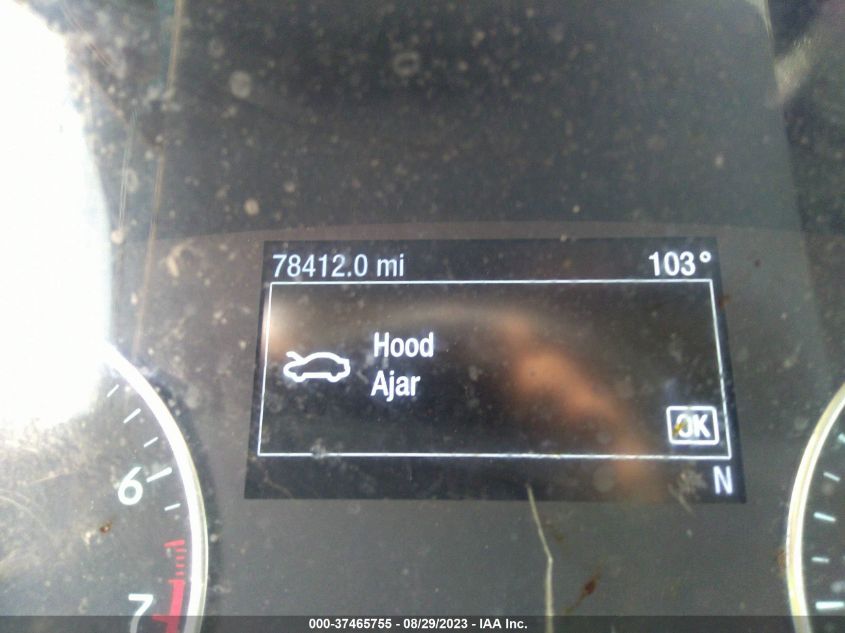 78412.0 mi 103°
Hood
Ajar
OK
N
6
7
000-37465755 - 08/29/2023 - IAA Inc.